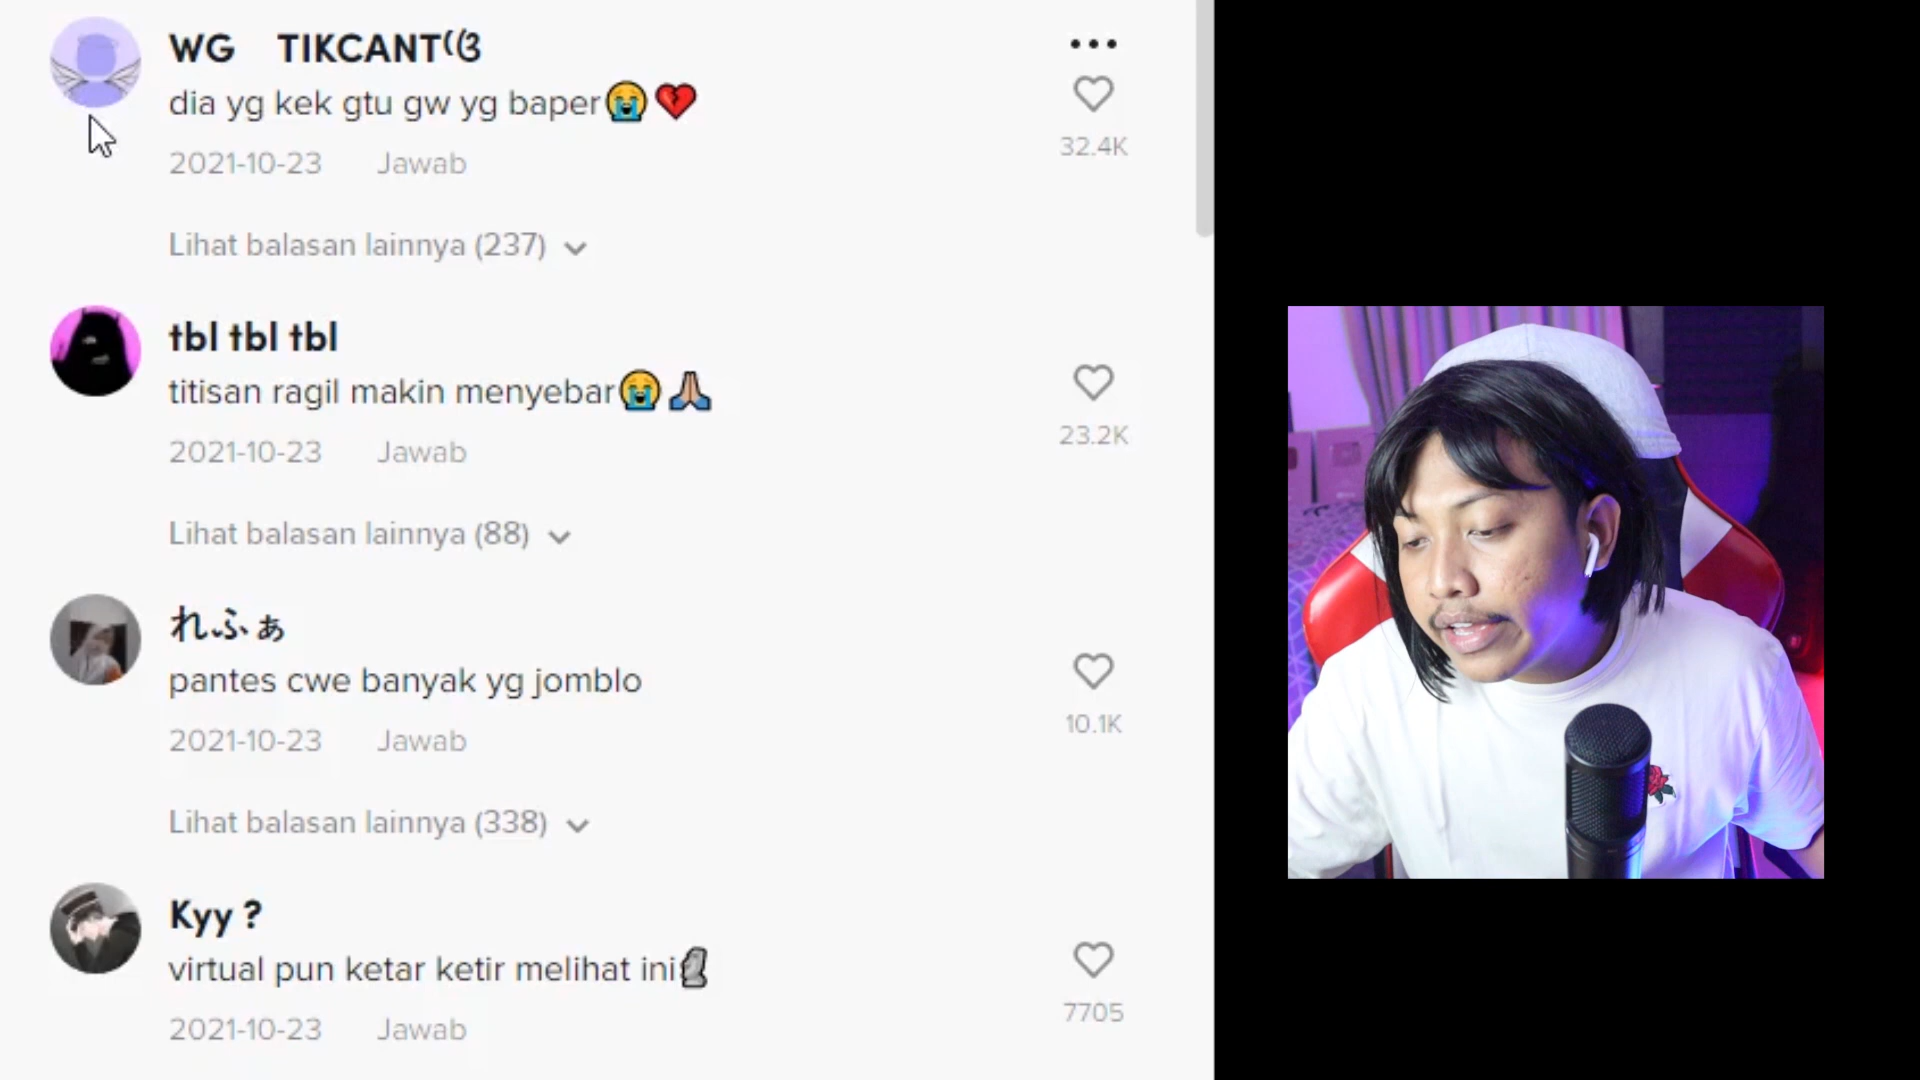 WG TIKCANT
dia yg kek gtu gw yg baper😭💔
32.4K
2021-10-23 Jawab
Lihat balasan lainnya (237)
tbl tbl tbl
titisan ragil makin menyebar😭🙏🏼
23.2K
2021-10-23 Jawab
Lihat balasan lainnya (88)
れふぁ
pantes cwe banyak yg jomblo
10.1K
2021-10-23 Jawab
Lihat balasan lainnya (338)
Kyy ?
virtual pun ketar ketir melihat ini🗿
7705
2021-10-23 Jawab